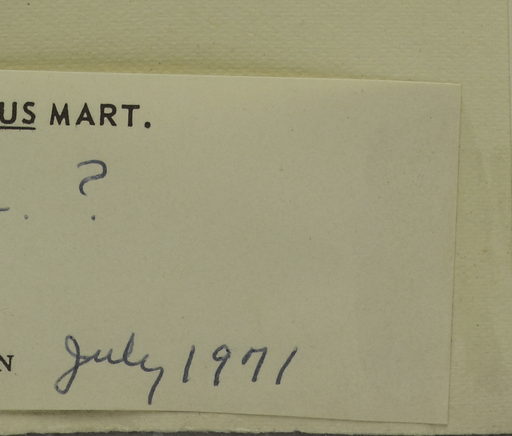 US MART.
. ?
N July 1971